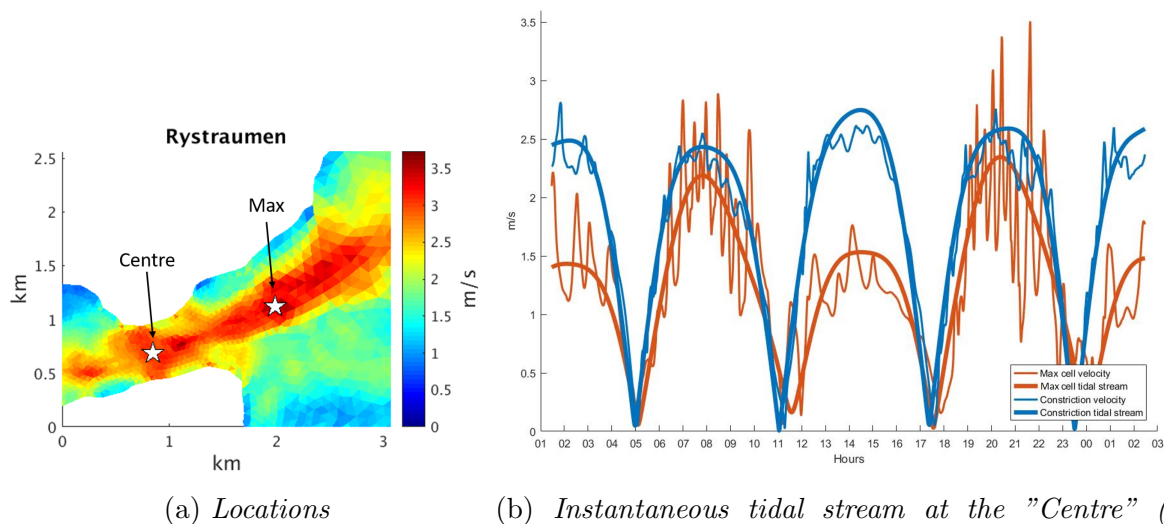 Rystraumen
Max
Centre
2.5
2
1.5
1
0.5
0
km
0 1 2 3
km
3.5
3
2.5
2
1.5
1
0.5
0
m/s
3.5
3
2.5
2
1.5
1
0.5
0
m/s
01 02 03 04 05 06 07 08 09 10 11 12 13 14 15 16 17 18 19 20 21 22 23 00 01 02 03
Hours
Max cell velocity
Max cell tidal stream
Constriction velocity
Constriction tidal stream
(a) Locations
(b) Instantaneous tidal stream at the "Centre" (